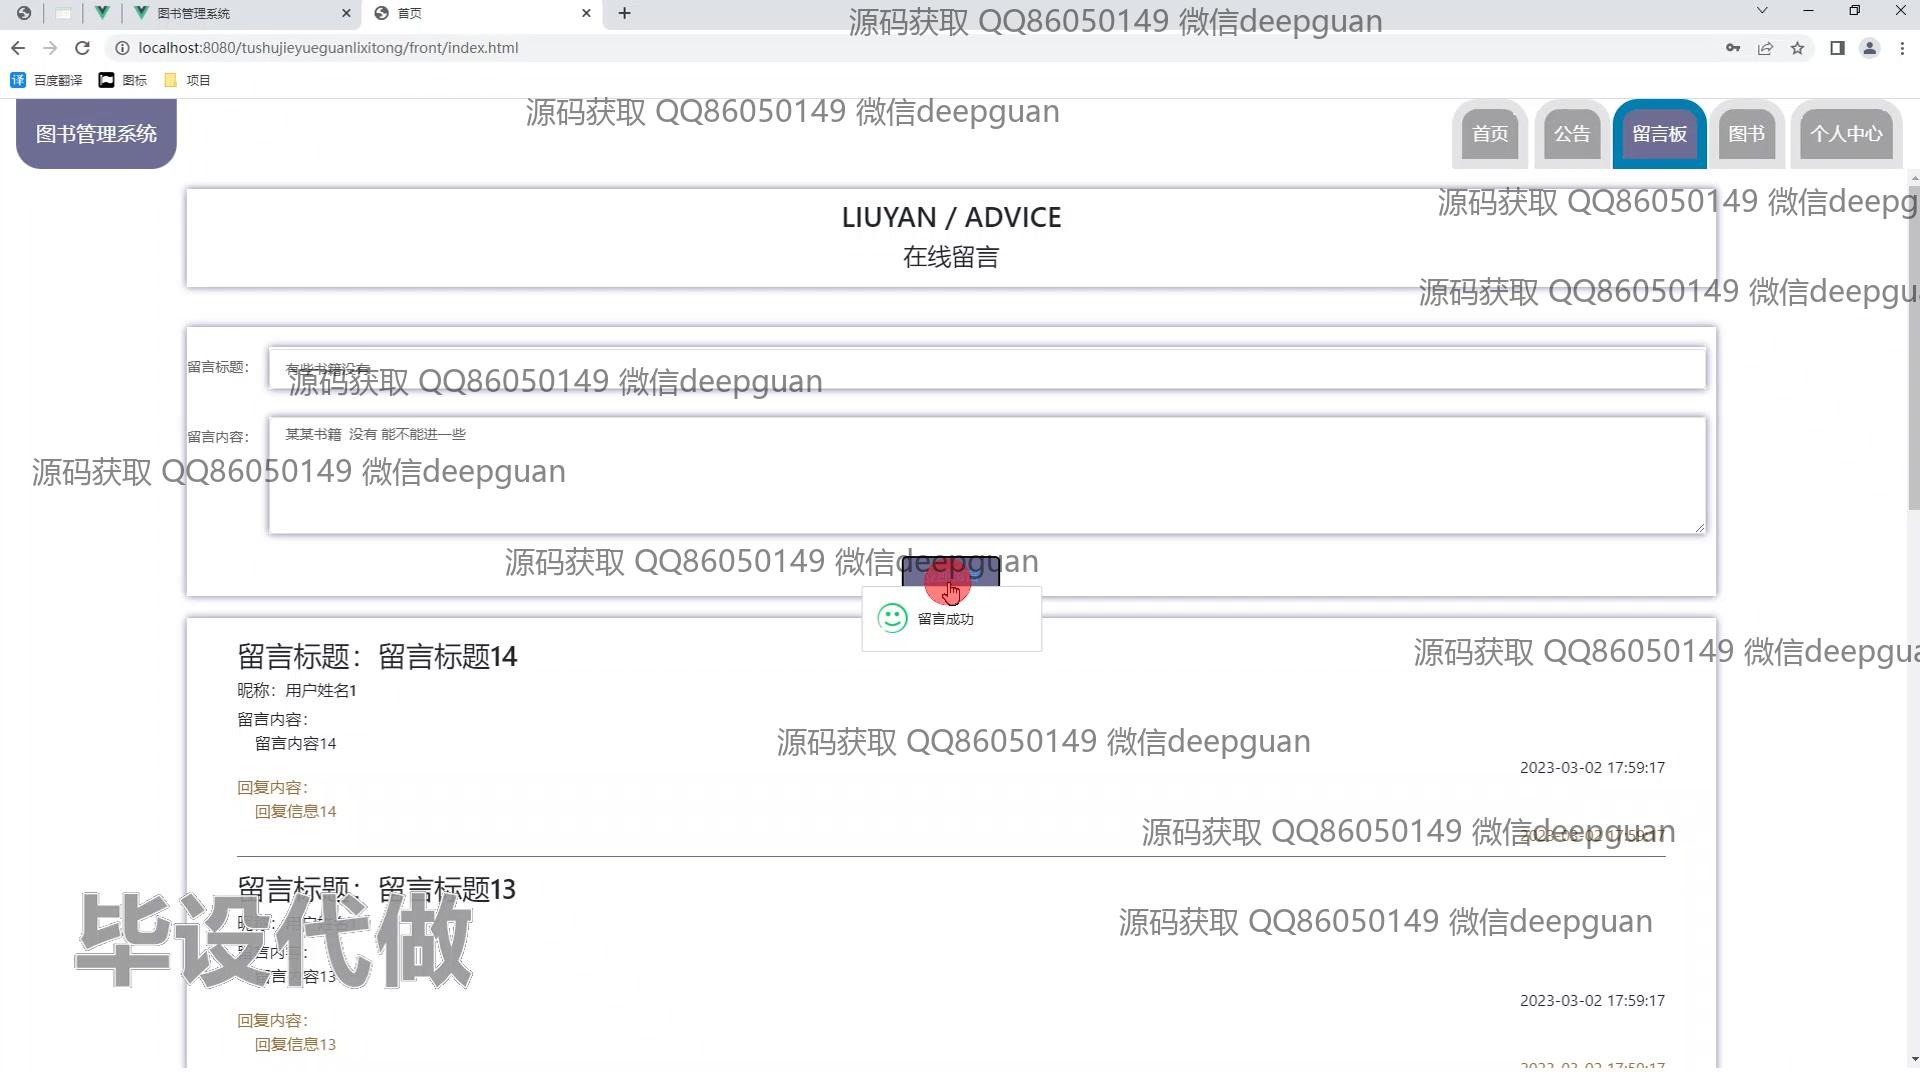 图书管理系统
首页
源码获取 QQ86050149 微信deepguan
localhost:8080/tushujieyueguanlixitong/front/index.html
译 百度翻译 图标 项目
源码获取 QQ86050149 微信deepguan
图书管理系统
首页 公告 留言板 图书 个人中心
源码获取 QQ86050149 微信deepg
LIUYAN / ADVICE
在线留言
源码获取 QQ86050149 微信deepgu
留言标题：
有些书籍没有
源码获取 QQ86050149 微信deepguan
留言内容：
某某书籍 没有 能不能进一些
源码获取 QQ86050149 微信deepguan
源码获取 QQ86050149 微信deepguan
留言成功
留言标题：留言标题14
源码获取 QQ86050149 微信deepgua
昵称：用户姓名1
留言内容：
留言内容14
源码获取 QQ86050149 微信deepguan
2023-03-02 17:59:17
回复内容：
回复信息14
源码获取 QQ86050149 微信deepguan
2023-03-02 17:59:17
留言标题：留言标题13
毕设代做
源码获取 QQ86050149 微信deepguan
留言内容13
2023-03-02 17:59:17
回复内容：
回复信息13